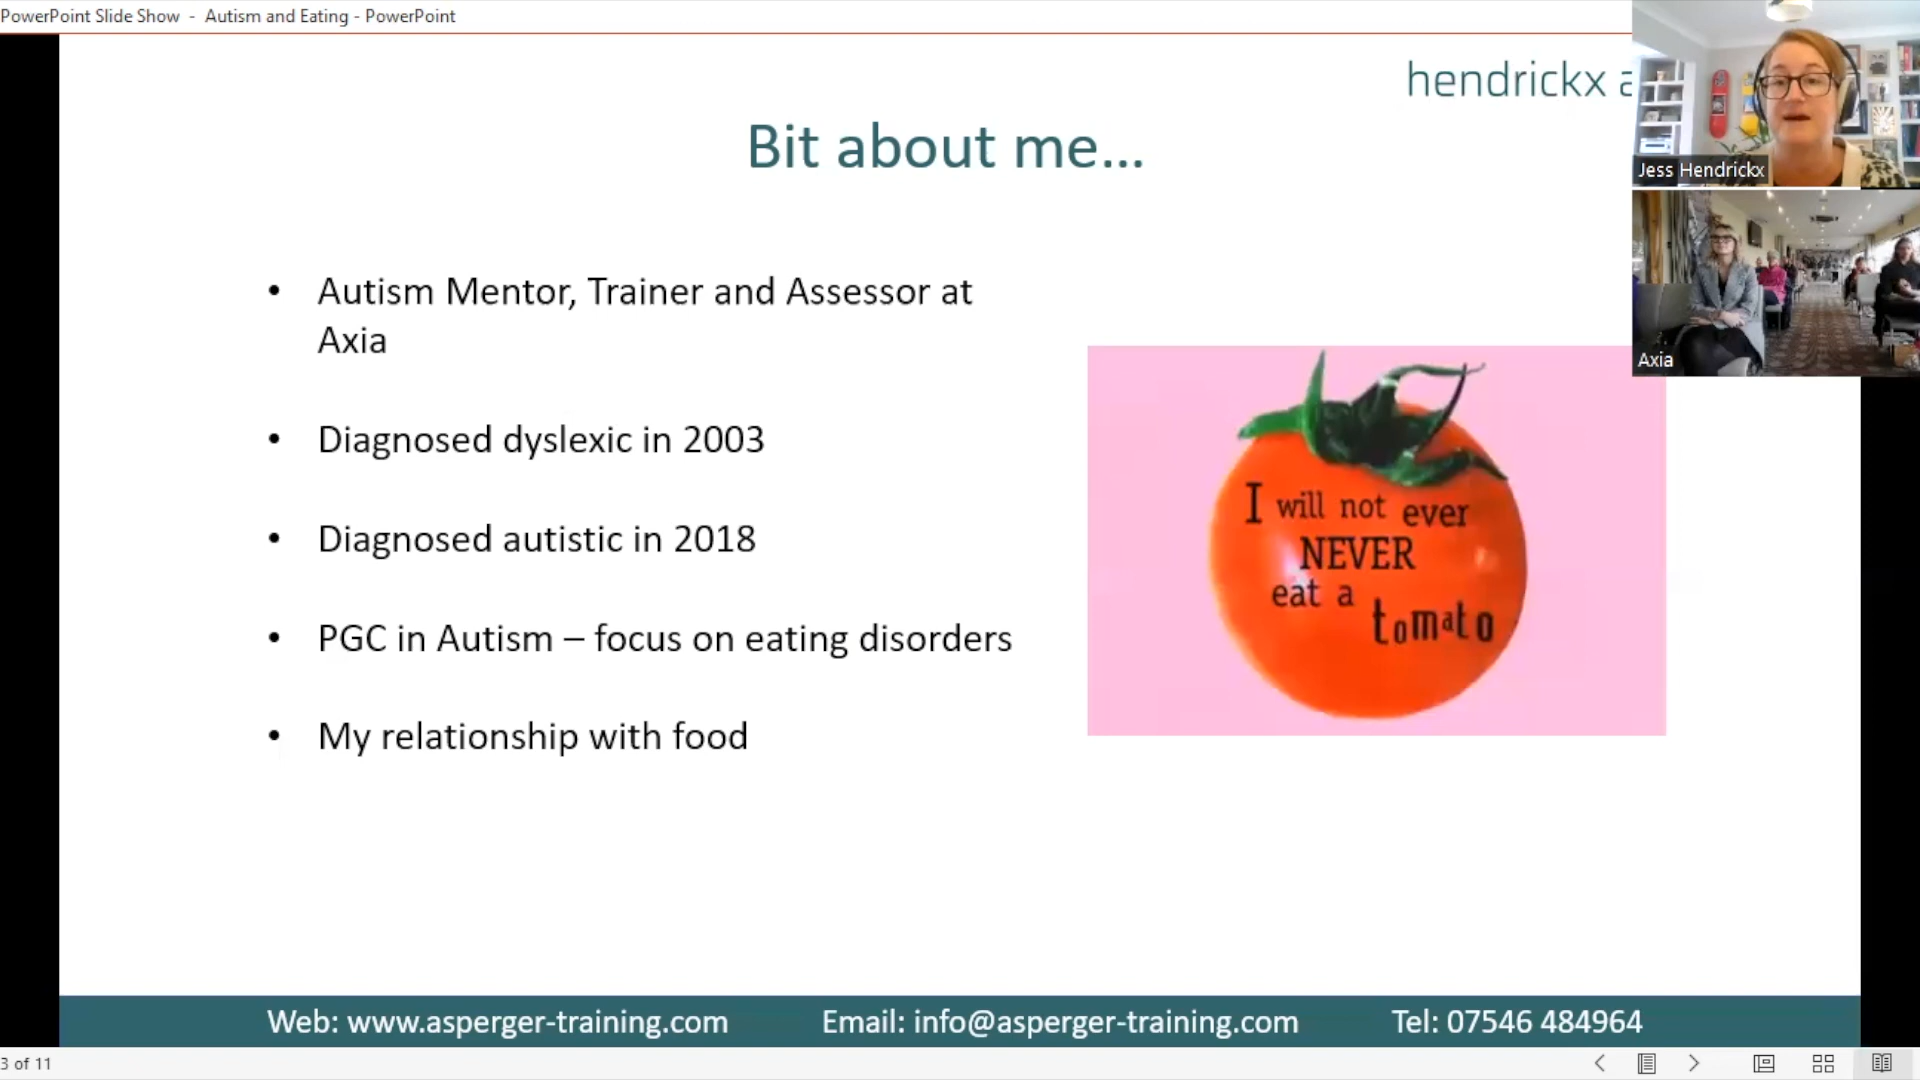 PowerPoint Slide Show - Autism and Eating - PowerPoint
hendrickx a
Bit about me...
Jess Hendrickx
Axia
• Autism Mentor, Trainer and Assessor at
Axia
• Diagnosed dyslexic in 2003
• Diagnosed autistic in 2018
• PGC in Autism – focus on eating disorders
• My relationship with food
I will not ever
NEVER
eat a
tomato
Web: www.asperger-training.com Email: info@asperger-training.com Tel: 07546 484964
3 of 11